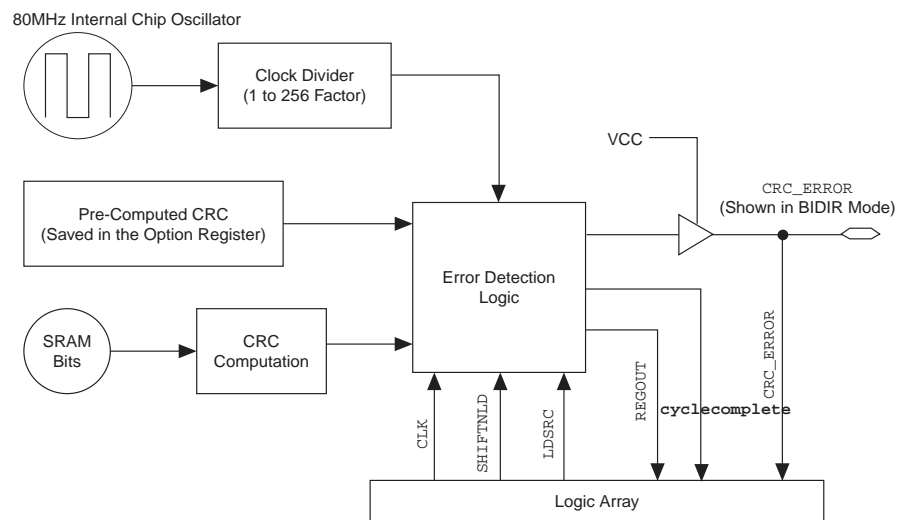 80MHz Internal Chip Oscillator
Clock Divider
(1 to 256 Factor)
VCC
CRC_ERROR
(Shown in BIDIR Mode)
Pre-Computed CRC
(Saved in the Option Register)
Error Detection
Logic
SRAM
Bits
CRC
Computation
CLK
SHIFTNLD
LDSRC
REGOUT
cyclecomplete
CRC_ERROR
Logic Array